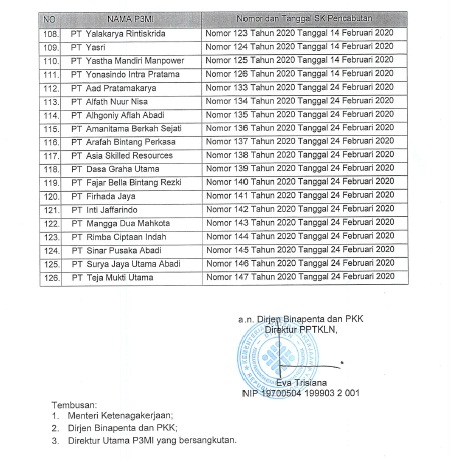 NO NAMA P3MI Nomor dan Tanggal SK Pencabutan
108. PT Yalakarya Rintiskrida Nomor 123 Tahun 2020 Tanggal 14 Februari 2020
109. PT Yasri Nomor 124 Tahun 2020 Tanggal 14 Februari 2020
110. PT Yastha Mandiri Manpower Nomor 125 Tahun 2020 Tanggal 14 Februari 2020
111. PT Yonasindo Intra Pratama Nomor 126 Tahun 2020 Tanggal 14 Februari 2020
112. PT Aad Pratamakarya Nomor 133 Tahun 2020 Tanggal 24 Februari 2020
113. PT Alfath Nuur Nisa Nomor 134 Tahun 2020 Tanggal 24 Februari 2020
114. PT Alhgoniy Aflah Abadi Nomor 135 Tahun 2020 Tanggal 24 Februari 2020
115. PT Amanitama Berkah Sejati Nomor 136 Tahun 2020 Tanggal 24 Februari 2020
116. PT Arafah Bintang Perkasa Nomor 137 Tahun 2020 Tanggal 24 Februari 2020
117. PT Asia Skilled Resources Nomor 138 Tahun 2020 Tanggal 24 Februari 2020
118. PT Dasa Graha Utama Nomor 139 Tahun 2020 Tanggal 24 Februari 2020
119. PT Fajar Bella Bintang Rezki Nomor 140 Tahun 2020 Tanggal 24 Februari 2020
120. PT Firhada Jaya Nomor 141 Tahun 2020 Tanggal 24 Februari 2020
121. PT Inti Jaffarindo Nomor 142 Tahun 2020 Tanggal 24 Februari 2020
122. PT Mangga Dua Mahkota Nomor 143 Tahun 2020 Tanggal 24 Februari 2020
123. PT Rimba Ciptaan Indah Nomor 144 Tahun 2020 Tanggal 24 Februari 2020
124. PT Sinar Pusaka Abadi Nomor 145 Tahun 2020 Tanggal 24 Februari 2020
125. PT Surya Jaya Utama Abadi Nomor 146 Tahun 2020 Tanggal 24 Februari 2020
126. PT Teja Mukti Utama Nomor 147 Tahun 2020 Tanggal 24 Februari 2020
a.n. Dirjen Binapenta dan PKK
Direktur PPTKLN,
Eva Trisiana
NIP 19700504 199903 2 001
Tembusan:
1. Menteri Ketenagakerjaan;
2. Dirjen Binapenta dan PKK;
3. Direktur Utama P3MI yang bersangkutan.